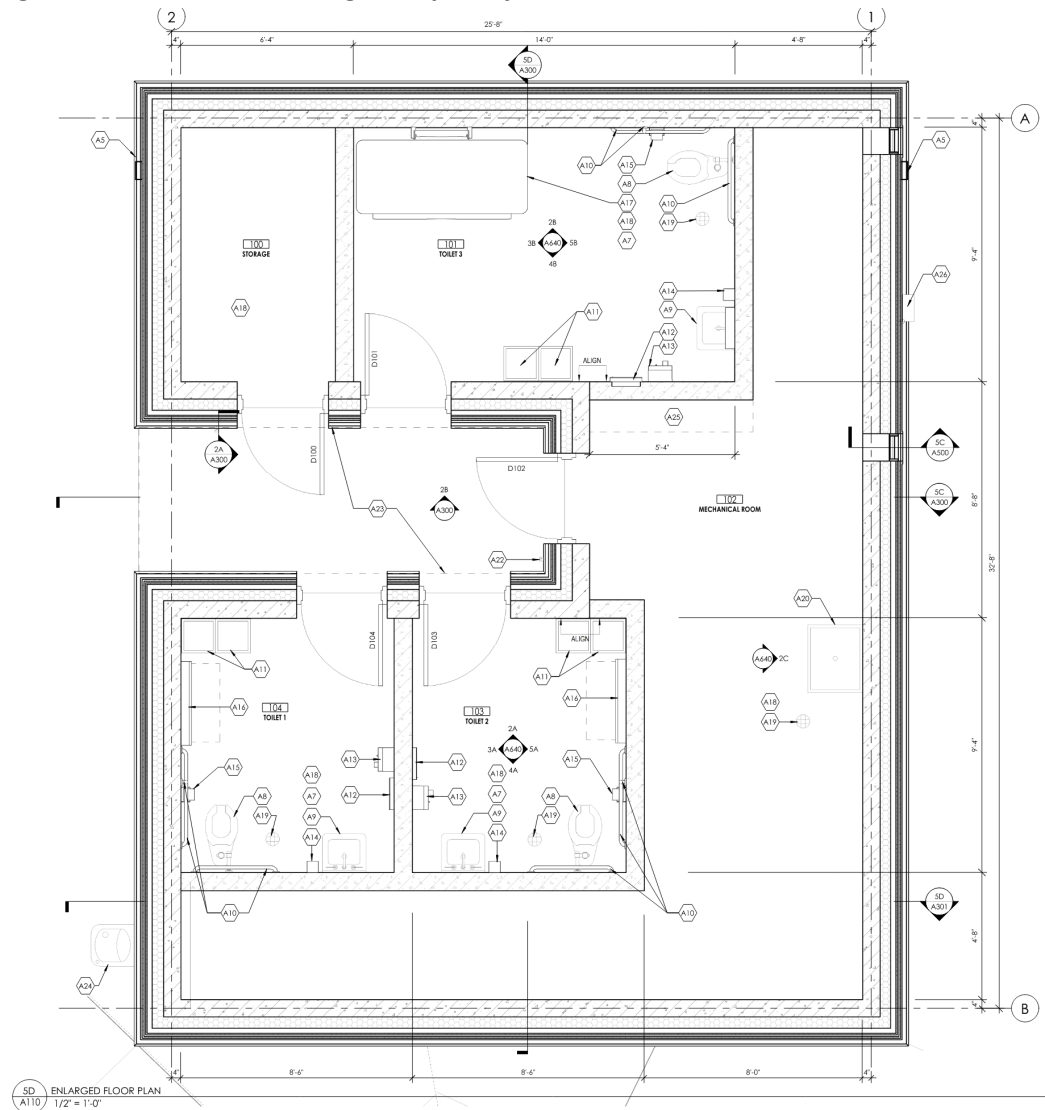 2
1
25'-8"
4"
6'-4"
14'-0"
4'-8"
4"
5D
A300
A
4"
A5
A10
A15
A5
A8
A17
A10
A18
A19
A7
2B
3B
A640
5B
4B
100
STORAGE
101
TOILET 3
9'-4"
A26
A14
A9
A18
A11
A12
A13
ALIGN
D101
A25
2A
A300
D100
5'-4"
5C
A500
D102
2B
A300
A23
102
MECHANICAL ROOM
5C
A300
8'-8"
32'-8"
A22
A20
D104
D103
ALIGN
A640
2C
A11
A11
A16
A16
104
TOILET 1
103
TOILET 2
A18
A19
2A
3A
A640
5A
4A
9'-4"
A13
A12
A15
A18
A18
A15
A12
A13
A8
A7
A7
A8
A19
A9
A9
A19
A14
A14
A10
A10
5D
A301
4'-8"
A24
4"
B
4"
8'-6"
8'-6"
8'-0"
4"
5D
A110
ENLARGED FLOOR PLAN
1/2" = 1'-0"